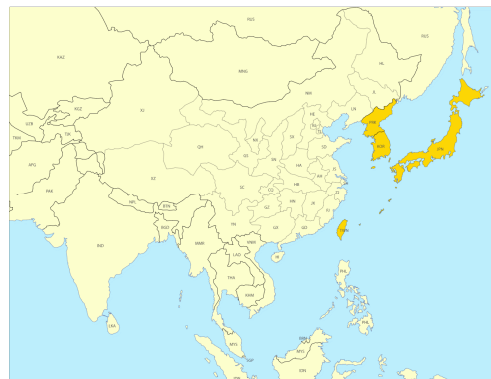 RUS
RUS
KAZ
HL
MNG
JL
NM
XJ
LN
KGZ
PRK
HE
UZB
BJ
TJ
TKM
TJK
SX
SD
KOR
JPN
NX
QH
GS
AFG
SN
HA
JS
AH
XZ
SC
HB
CQ
ZJ
PAK
HN
JX
NPL
GZ
FJ
BTN
YN
GX
GD
TWN
BGD
IND
MMR
VNM
LAO
HI
THA
PHL
KHM
PHL
LKA
BRN
MYS
MYS
SGP
IDN
IDN